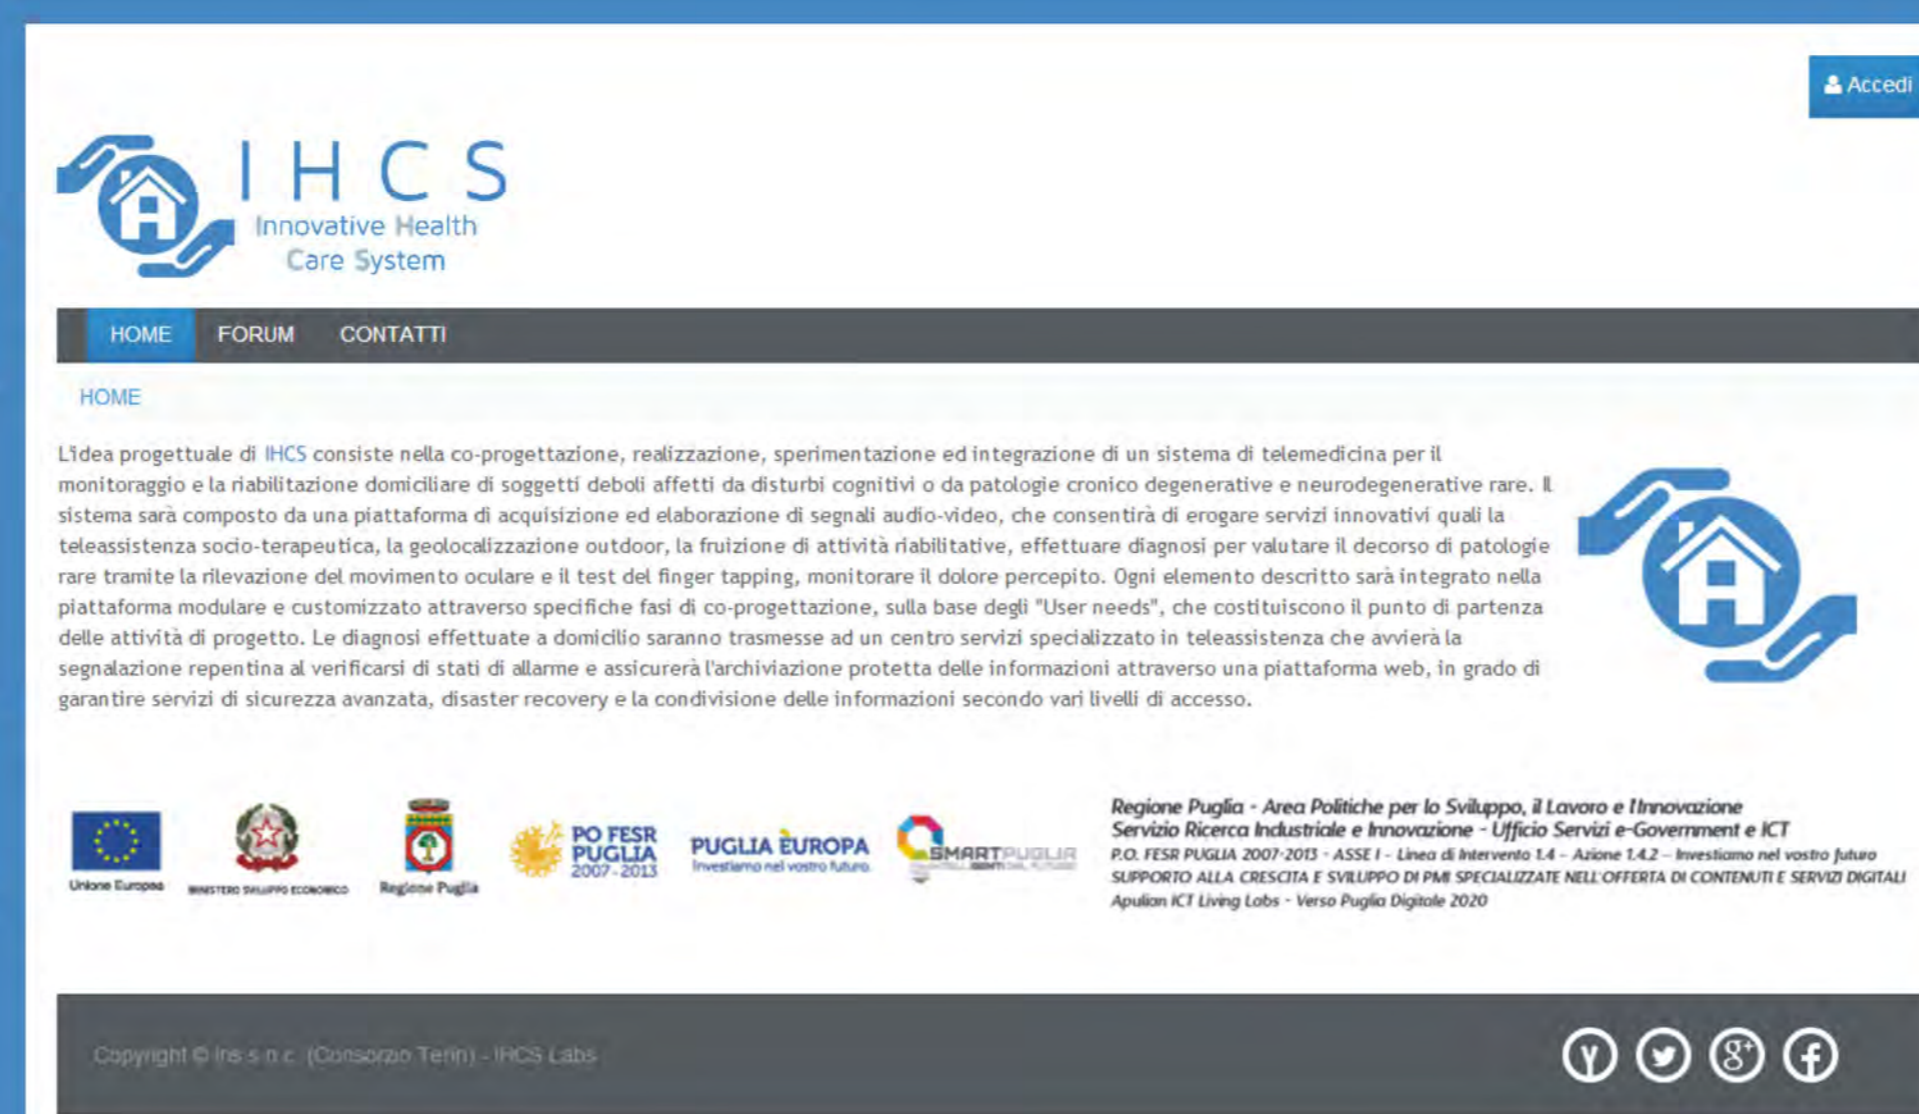 Accedi
I H C S
Innovative Health
Care System
HOME FORUM CONTATTI
HOME
L'idea progettuale di IHCS consiste nella co-progettazione, realizzazione, sperimentazione ed integrazione di un sistema di telemedicina per il
monitoraggio e la riabilitazione domiciliare di soggetti deboli affetti da disturbi cognitivi o da patologie cronico degenerative e neurodegenerative rare. Il
sistema sarà composto da una piattaforma di acquisizione ed elaborazione di segnali audio-video, che consentirà di erogare servizi innovativi quali la
teleassistenza socio-terapeutica, la geolocalizzazione outdoor, la fruizione di attività riabilitative, effettuare diagnosi per valutare il decorso di patologie
rare tramite la rilevazione del movimento oculare e il test del finger tapping, monitorare il dolore percepito. Ogni elemento descritto sarà integrato nella
piattaforma modulare e customizzato attraverso specifiche fasi di co-progettazione, sulla base degli "User needs", che costituiscono il punto di partenza
delle attività di progetto. Le diagnosi effettuate a domicilio saranno trasmesse ad un centro servizi specializzato in teleassistenza che avvierà la
segnalazione repentina al verificarsi di stati di allarme e assicurerà l'archiviazione protetta delle informazioni attraverso una piattaforma web, in grado di
garantire servizi di sicurezza avanzata, disaster recovery e la condivisione delle informazioni secondo vari livelli di accesso.
Unione Europea
MINISTERO SVILUPPO ECONOMICO
Regione Puglia
PO FESR
PUGLIA
2007-2013
PUGLIA EUROPA
Investiamo nel vostro futuro
SMARTPUGLIA
Regione Puglia - Area Politiche per lo Sviluppo, il Lavoro e l'Innovazione
Servizio Ricerca Industriale e Innovazione - Ufficio Servizi e-Government e ICT
P.O. FESR PUGLIA 2007-2013 - ASSE I - Linea di Intervento 1.4 - Azione 1.4.2 - Investiamo nel vostro futuro
SUPPORTO ALLA CRESCITA E SVILUPPO DI PMI SPECIALIZZATE NELL'OFFERTA DI CONTENUTI E SERVIZI DIGITALI
Apulian ICT Living Labs - Verso Puglia Digitale 2020
Copyright © Ins s.n.c. (Consorzio Terin) - IHCS Labs